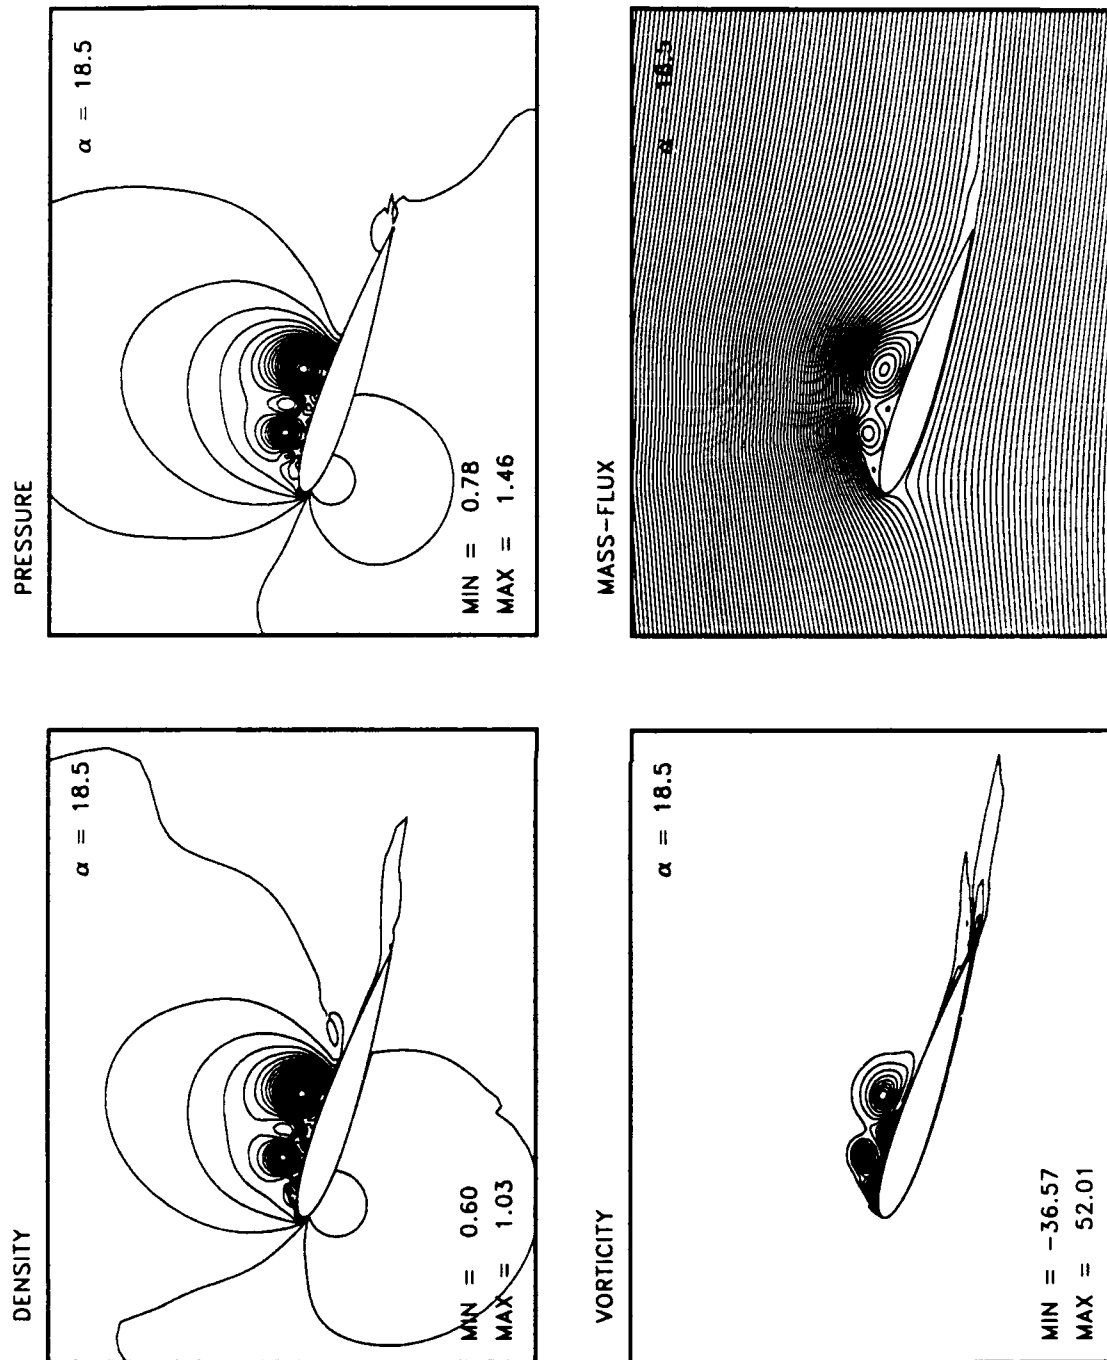 DENSITY
α = 18.5
MIN = 0.60
MAX = 1.03
PRESSURE
α = 18.5
MIN = 0.78
MAX = 1.46
VORTICITY
α = 18.5
MIN = -36.57
MAX = 52.01
MASS-FLUX
α 18.5